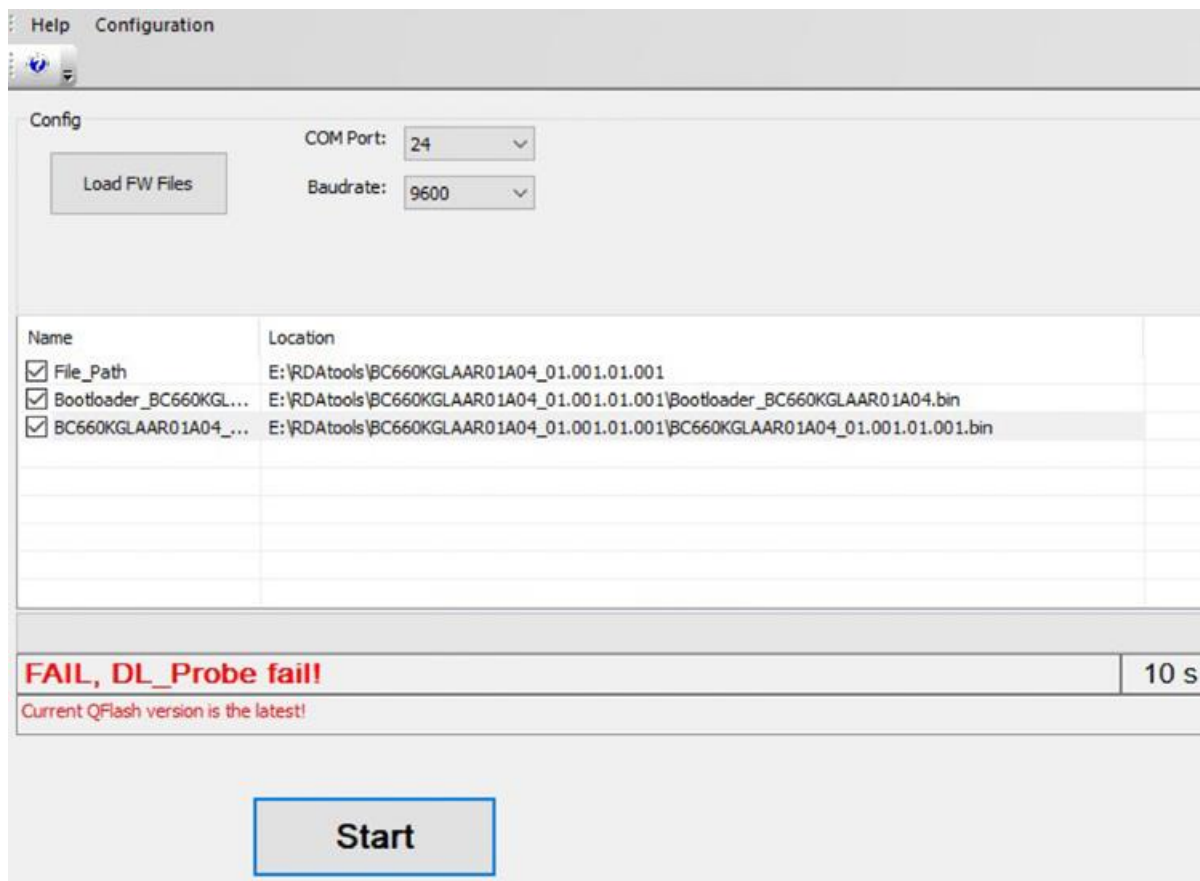 Help Configuration
Config
COM Port: 24
Load FW Files
Baudrate: 9600
Name Location
File_Path E:\RDAtools\BC660KGLAAR01A04_01.001.01.001
Bootloader_BC660KGL... E:\RDAtools\BC660KGLAAR01A04_01.001.01.001\Bootloader_BC660KGLAAR01A04.bin
BC660KGLAAR01A04_... E:\RDAtools\BC660KGLAAR01A04_01.001.01.001\BC660KGLAAR01A04_01.001.01.001.bin
FAIL, DL_Probe fail! 10 s
Current QFlash version is the latest!
Start